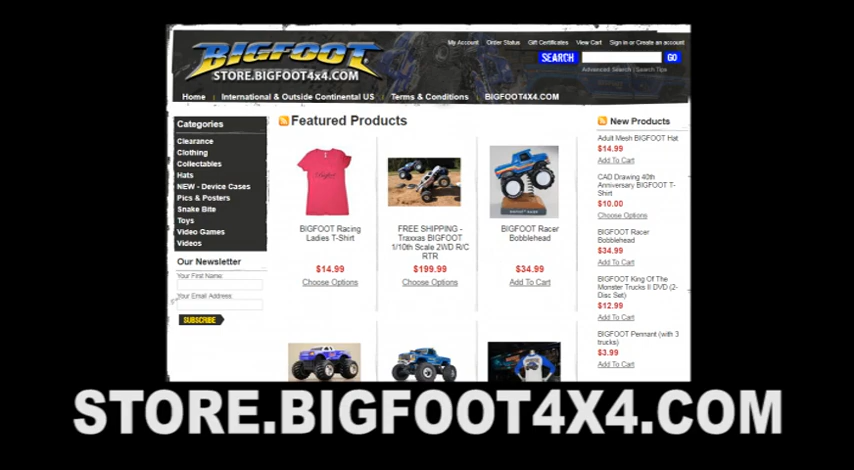 My Account Order Status Gift Certificates View Cart Sign in or Create an account
BIGFOOT
STORE.BIGFOOT4x4.COM
SEARCH GO
Advanced Search | Search Tips
Home International & Outside Continental US Terms & Conditions BIGFOOT4X4.COM
Categories
Clearance
Clothing
Collectables
Hats
NEW - Device Cases
Pics & Posters
Snake Bite
Toys
Video Games
Videos
Our Newsletter
Your First Name:
Your Email Address:
SUBSCRIBE
Featured Products
BIGFOOT Racing
Ladies T-Shirt
$14.99
Choose Options
FREE SHIPPING -
Traxxas BIGFOOT
1/10th Scale 2WD R/C
RTR
$199.99
Choose Options
BIGFOOT Racer
Bobblehead
$34.99
Add To Cart
New Products
Adult Mesh BIGFOOT Hat
$14.99
Add To Cart
CAD Drawing 40th
Anniversary BIGFOOT T-
Shirt
$10.00
Choose Options
BIGFOOT Racer
Bobblehead
$34.99
Add To Cart
BIGFOOT King Of The
Monster Trucks II DVD (2-
Disc Set)
$12.99
Add To Cart
BIGFOOT Pennant (with 3
trucks)
$3.99
Add To Cart
STORE.BIGFOOT4X4.COM